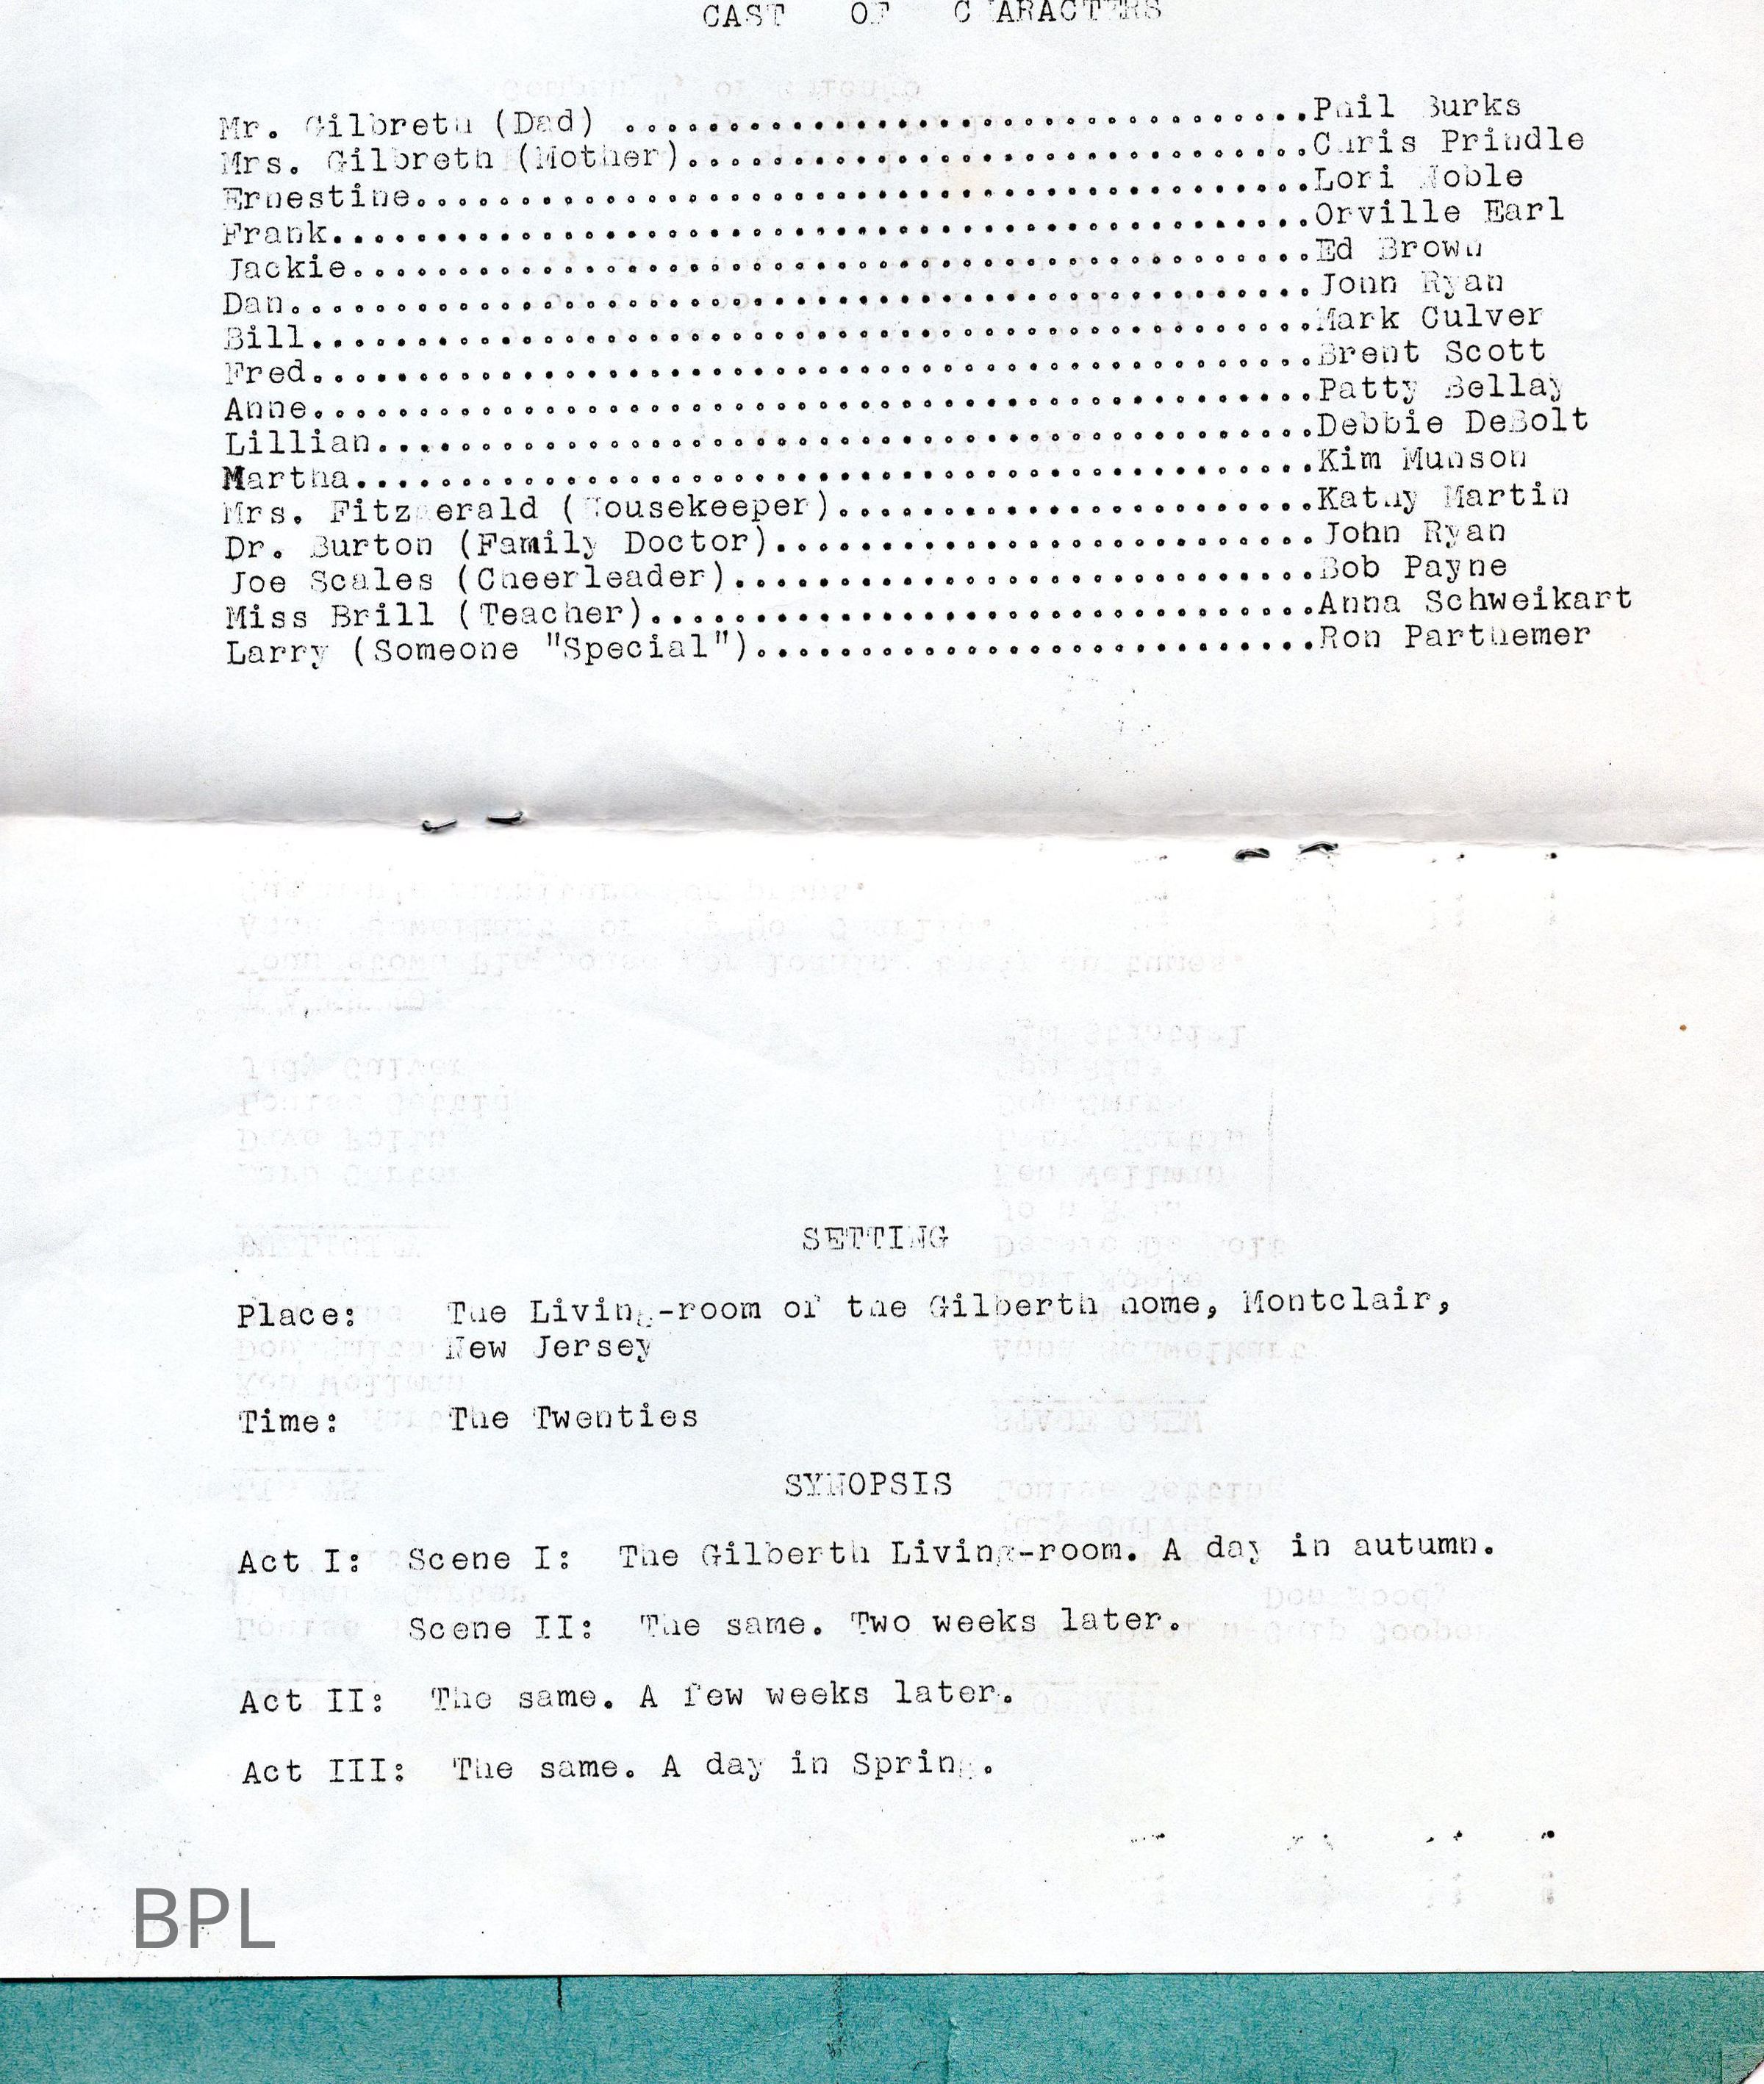 CAST OF CHARACTERS
Mr. Gilbreth (Dad) ................................Phil Burks
Mrs. Gilbreth (Mother)..............................Chris Prindle
Ernestine...........................................Lori Noble
Frank...............................................Orville Earl
Jackie..............................................Ed Brown
Dan.................................................John Ryan
Bill................................................Mark Culver
Fred................................................Brent Scott
Anne................................................Patty Bellay
Lillian.............................................Debbie DeBolt
Martha..............................................Kim Munson
Mrs. Fitzgerald (Housekeeper).......................Kathy Martin
Dr. Burton (Family Doctor)..........................John Ryan
Joe Scales (Cheerleader)............................Bob Payne
Miss Brill (Teacher)................................Anna Schweikart
Larry (Someone "Special")...........................Ron Parthemer
SETTING
Place: The Living-room of the Gilberth home, Montclair,
New Jersey
Time: The Twenties
SYNOPSIS
Act I: Scene I: The Gilberth Living-room. A day in autumn.
Scene II: The same. Two weeks later.
Act II: The same. A few weeks later.
Act III: The same. A day in Spring.
BPL